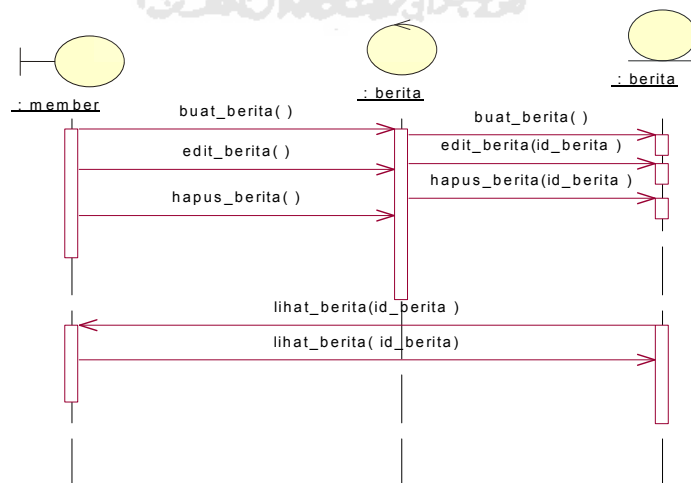 : member
: berita
: berita
buat_berita( )
buat_berita( )
edit_berita( )
edit_berita(id_berita )
hapus_berita( )
hapus_berita(id_berita )
lihat_berita(id_berita )
lihat_berita( id_berita)